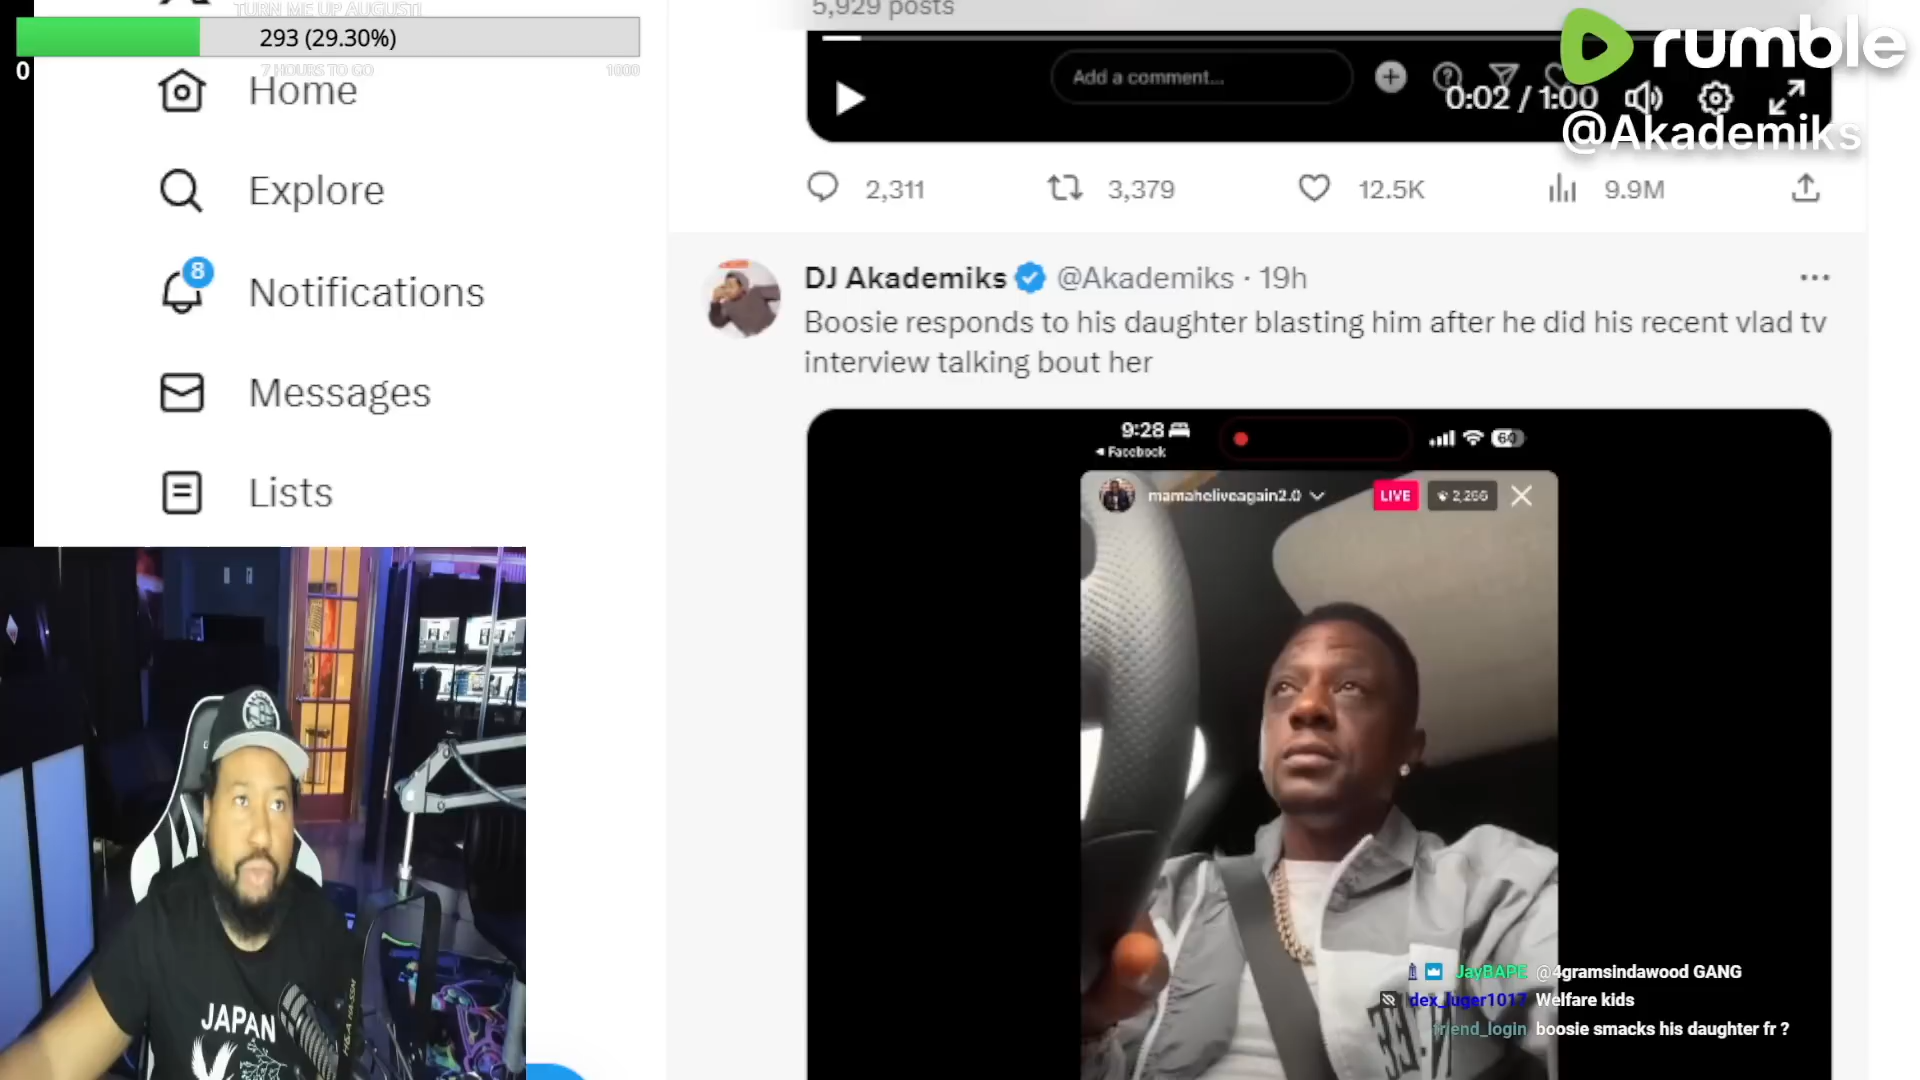 TURN ME UP AUGUST!
293 (29.30%)
0
7 HOURS TO GO
1000
Home
Explore
8
Notifications
Messages
Lists
5,929 posts
Add a comment...
0:02 / 1:00
rumble
@Akademiks
2,311
3,379
12.5K
9.9M
DJ Akademiks @Akademiks · 19h
Boosie responds to his daughter blasting him after he did his recent vlad tv
interview talking bout her
9:28
Facebook
60
mamaheliveagain2.0
LIVE
2,266
JAPAN
JayBAPE @4gramsindawood GANG
dex_luger1017 Welfare kids
friend_login boosie smacks his daughter fr ?